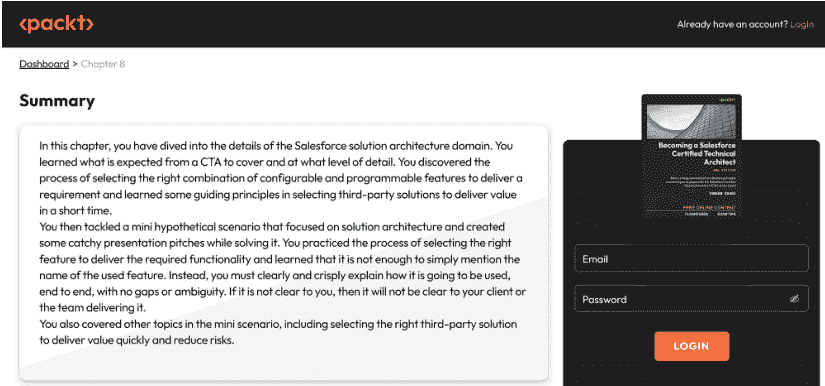 <packt>
Already have an account? Login
Dashboard > Chapter 8
Summary
In this chapter, you have dived into the details of the Salesforce solution architecture domain. You
learned what is expected from a CTA to cover and at what level of detail. You discovered the
process of selecting the right combination of configurable and programmable features to deliver a
requirement and learned some guiding principles in selecting third-party solutions to deliver value
in a short time.
You then tackled a mini hypothetical scenario that focused on solution architecture and created
some catchy presentation pitches while solving it. You practiced the process of selecting the right
feature to deliver the required functionality and learned that it is not enough to simply mention the
name of the used feature. Instead, you must clearly and crisply explain how it is going to be used,
end to end, with no gaps or ambiguity. If it is not clear to you, then it will not be clear to your client or
the team delivering it.
You also covered other topics in the mini scenario, including selecting the right third-party solution
to deliver value quickly and reduce risks.
<packt>
Becoming a Salesforce
Certified Technical
Architect
Email
Password
LOGIN